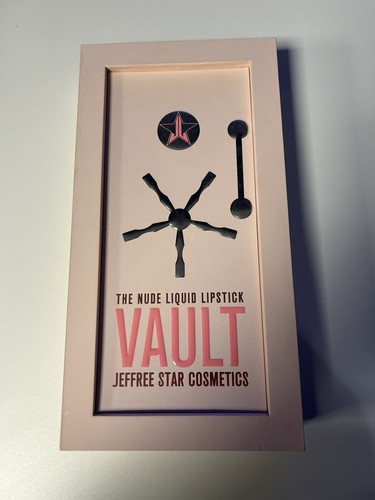 THE NUDE LIQUID LIPSTICK
VAULT
JEFFREE STAR COSMETICS